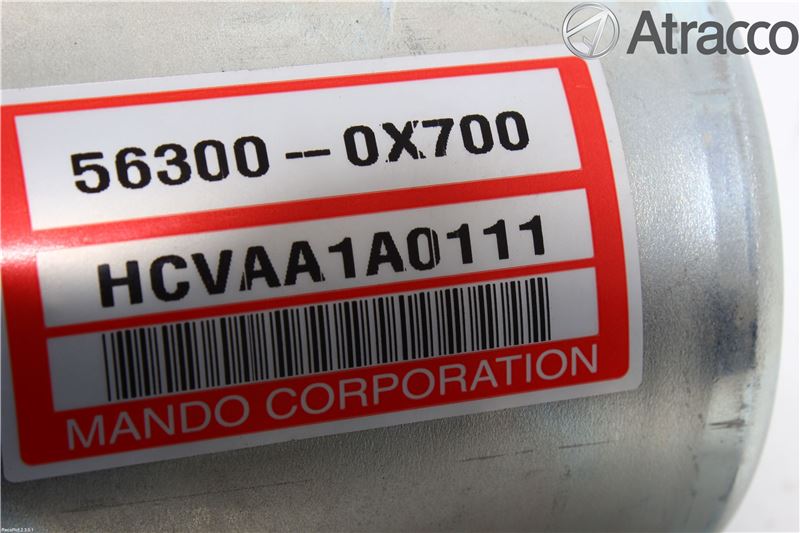 Atracco
56300--0X700
HCVAA1A0111
MANDO CORPORATION